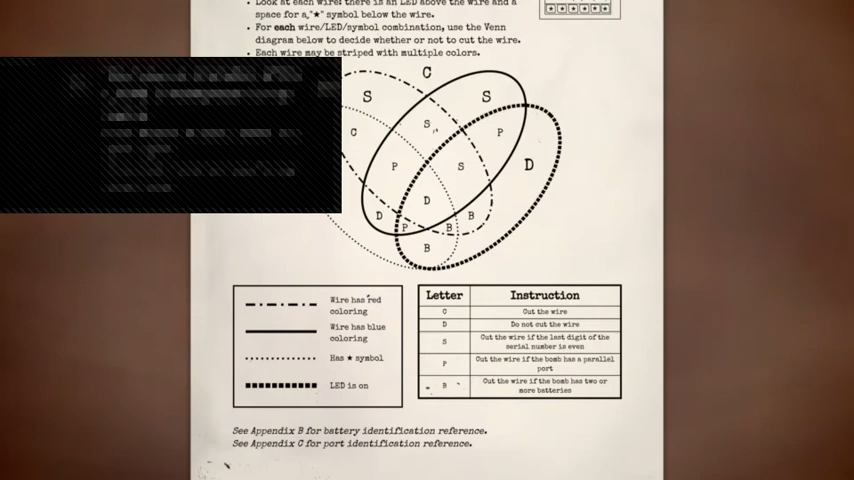 Look at each wire: there is an LED above the wire and a
space for a "★" symbol below the wire.
For each wire/LED/symbol combination, use the Venn
diagram below to decide whether or not to cut the wire.
Each wire may be striped with multiple colors.
C
S
S
S
C
P
P
S
D
D
D
B
P
B
B
Wire has red
coloring
Wire has blue
coloring
Has ★ symbol
LED is on
Letter Instruction
C Cut the wire
D Do not cut the wire
S Cut the wire if the last digit of the
serial number is even
P Cut the wire if the bomb has a parallel
port
B Cut the wire if the bomb has two or
more batteries
See Appendix B for battery identification reference.
See Appendix C for port identification reference.